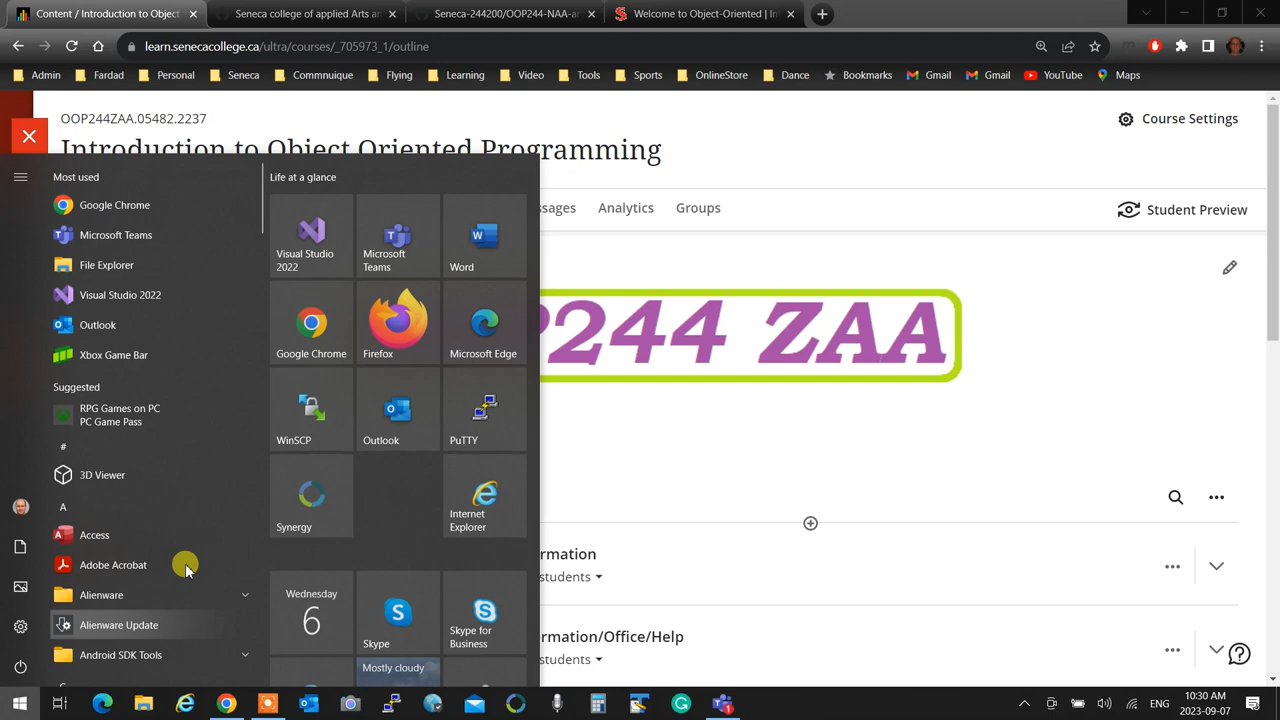 Content / Introduction to Object
Seneca college of applied Arts an
Seneca-244200/OOP244-NAA-an
Welcome to Object-Oriented | Int
learn.senecacollege.ca/ultra/courses/_705973_1/outline
Admin
Fardad
Personal
Seneca
Commnuique
Flying
Learning
Video
Tools
Sports
OnlineStore
Dance
Bookmarks
Gmail
Gmail
YouTube
Maps
OOP244ZAA.05482.2237
Course Settings
Introduction to Object Oriented Programming
ssages
Analytics
Groups
Student Preview
Most used
Google Chrome
Microsoft Teams
File Explorer
Visual Studio 2022
Outlook
Xbox Game Bar
Suggested
RPG Games on PC
PC Game Pass
#
3D Viewer
A
Access
Adobe Acrobat
Alienware
Alienware Update
Android SDK Tools
Life at a glance
Visual Studio
2022
Microsoft
Teams
Word
Google Chrome
Firefox
Microsoft Edge
WinSCP
Outlook
PuTTY
Synergy
Internet
Explorer
Wednesday
6
Skype
Skype for
Business
Mostly cloudy
244 ZAA
rmation
students
rmation/Office/Help
students
ENG
10:30 AM
2023-09-07